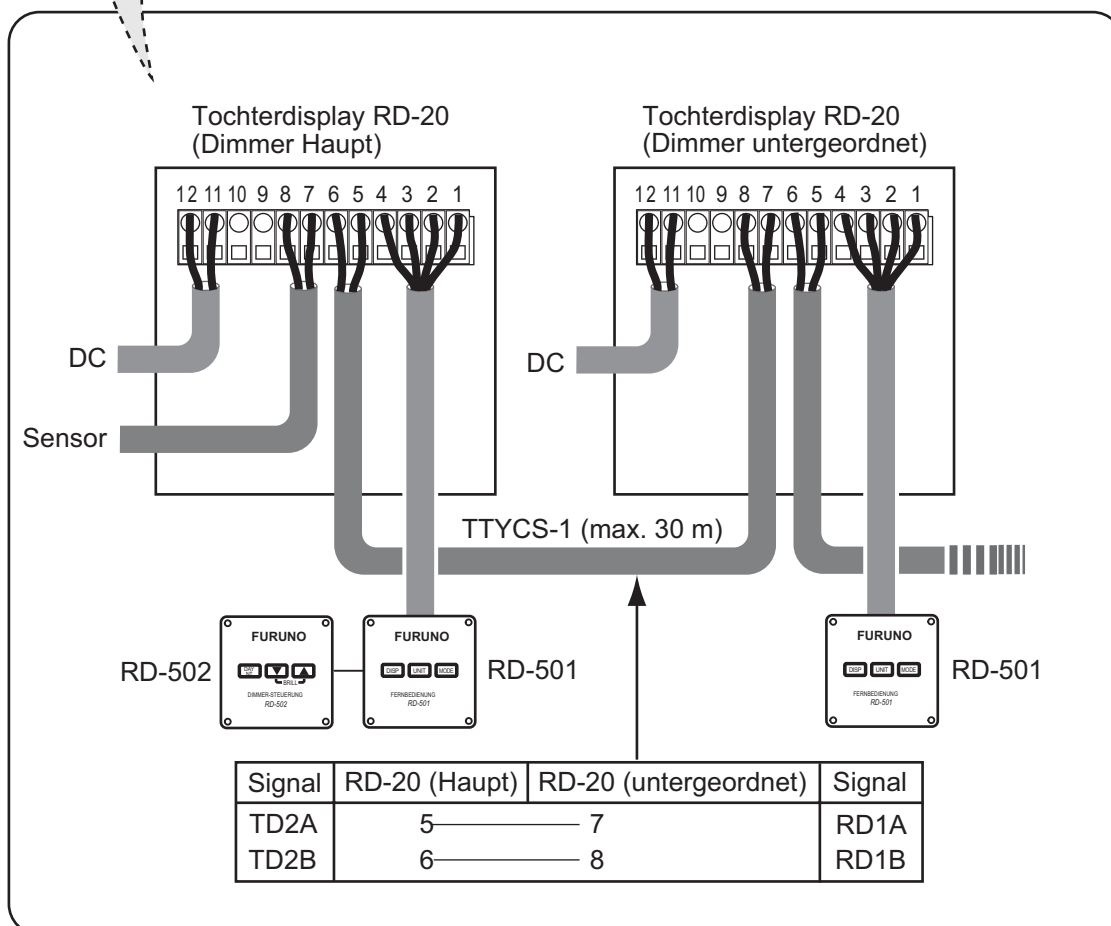 Tochterdisplay RD-20
(Dimmer Haupt)
Tochterdisplay RD-20
(Dimmer untergeordnet)
12 11 10 9 8 7 6 5 4 3 2 1
12 11 10 9 8 7 6 5 4 3 2 1
DC
DC
Sensor
TTYCS-1 (max. 30 m)
RD-502
FURUNO
BRILL
DIMMER-STEUERUNG
RD-502
FURUNO
DISP UNIT MODE
FERNBEDIENUNG
RD-501
RD-501
FURUNO
DISP UNIT MODE
FERNBEDIENUNG
RD-501
RD-501
Signal RD-20 (Haupt) RD-20 (untergeordnet) Signal
TD2A 5 7 RD1A
TD2B 6 8 RD1B